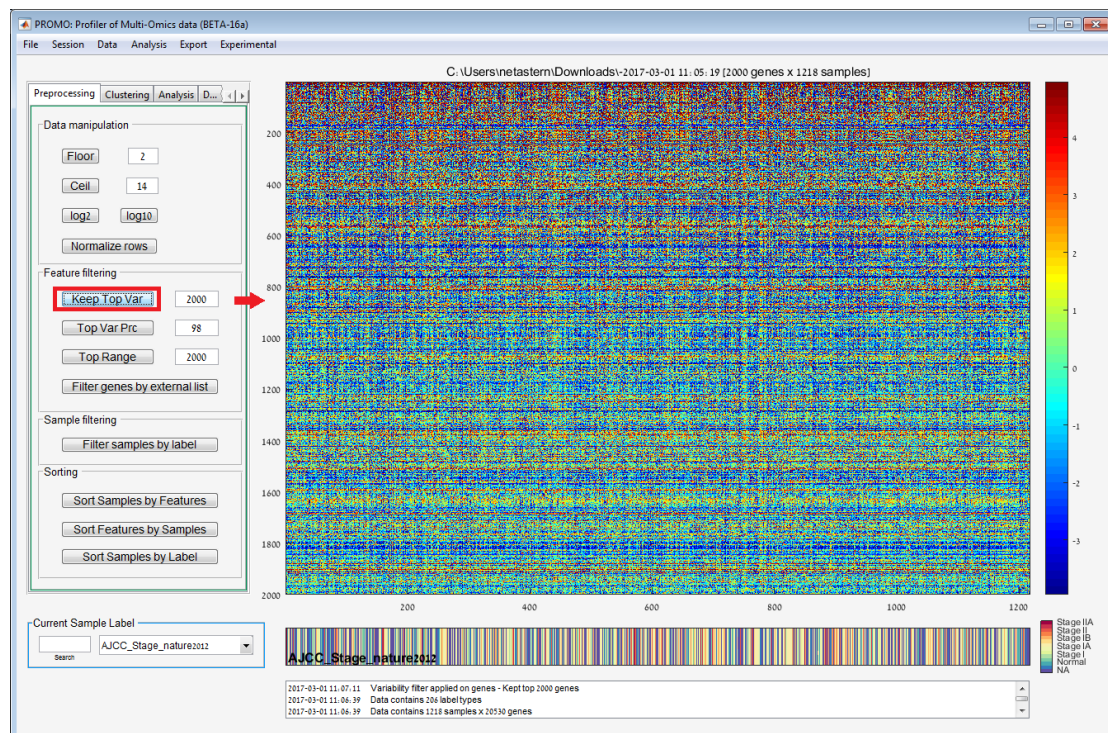 PROMO: Profiler of Multi-Omics data (BETA-16a)
File Session Data Analysis Export Experimental
C:\Users\netastern\Downloads\-2017-03-01 11:05:19 [2000 genes x 1218 samples]
Preprocessing Clustering Analysis D...
Data manipulation
Floor 2
Ceil 14
log2 log10
Normalize rows
Feature filtering
Keep Top Var 2000
Top Var Prc 98
Top Range 2000
Filter genes by external list
Sample filtering
Filter samples by label
Sorting
Sort Samples by Features
Sort Features by Samples
Sort Samples by Label
200
400
600
800
1000
1200
1400
1600
1800
2000
200 400 600 800 1000 1200
4
3
2
1
0
-1
-2
-3
Current Sample Label
Search
AJCC_Stage_nature2012
AJCC_Stage_nature2012
Stage IIA
Stage II
Stage IB
Stage IA
Stage I
Normal
NA
2017-03-01 11:07:11 Variability filter applied on genes - Kept top 2000 genes
2017-03-01 11:06:39 Data contains 206 label types
2017-03-01 11:06:39 Data contains 1218 samples x 20530 genes